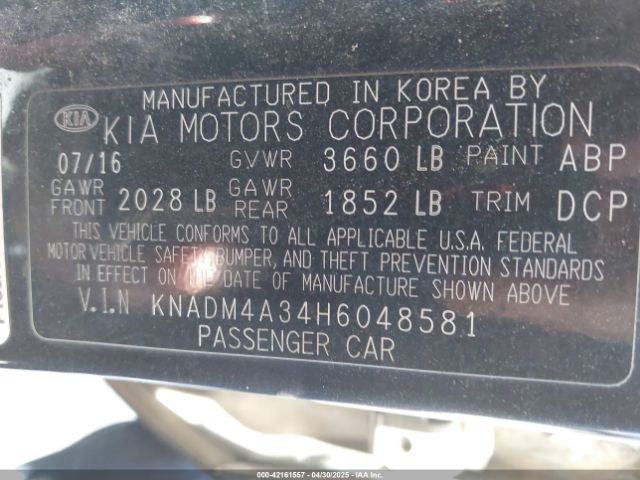 MANUFACTURED IN KOREA BY
KIA KIA MOTORS CORPORATION
07/16 GVWR 3660 LB PAINT ABP
GAWR FRONT 2028 LB GAWR REAR 1852 LB TRIM DCP
THIS VEHICLE CONFORMS TO ALL APPLICABLE U.S.A. FEDERAL
MOTOR VEHICLE SAFETY, BUMPER, AND THEFT PREVENTION STANDARDS
IN EFFECT ON THE DATE OF MANUFACTURE SHOWN ABOVE
V.I.N KNADM4A34H6048581
PASSENGER CAR
000-42161557 - 04/30/2025 - IAAI.COM